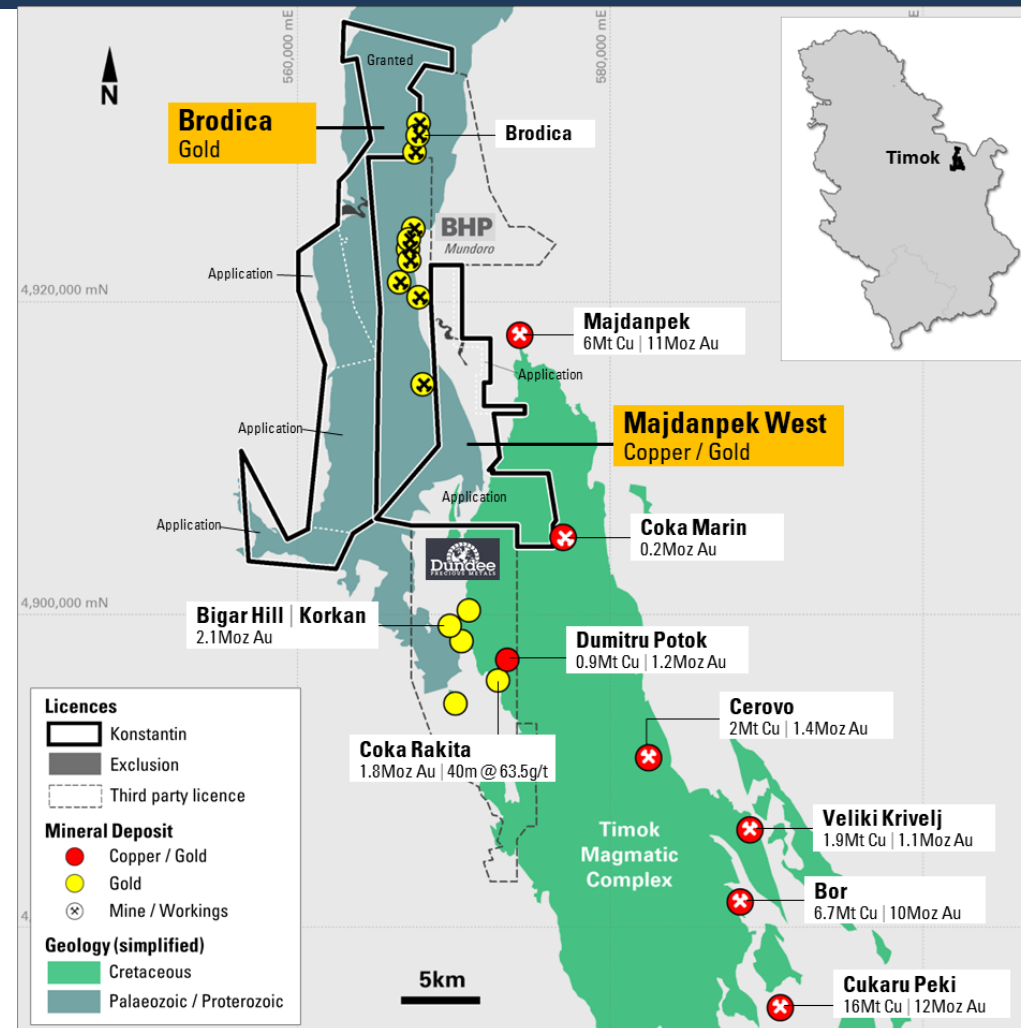 560,000 mE
580,000 mE
E
N
Granted
Brodica
Gold
Brodica
Timok
BHP
Mundoro
Application
4,920,000 mN
Majdanpek
6Mt Cu | 11Moz Au
Application
Majdanpek West
Copper / Gold
Application
Application
Application
Coka Marin
0.2Moz Au
Dundee
PRECIOUS METALS
4,900,000 mN
Bigar Hill | Korkan
2.1Moz Au
Dumitru Potok
0.9Mt Cu | 1.2Moz Au
Cerovo
2Mt Cu | 1.4Moz Au
Coka Rakita
1.8Moz Au | 40m @ 63.5g/t
Veliki Krivelj
1.9Mt Cu | 1.1Moz Au
Timok
Magmatic
Complex
Bor
6.7Mt Cu | 10Moz Au
4,
Cukaru Peki
16Mt Cu | 12Moz Au
5km
Licences
Konstantin
Exclusion
Third party licence
Mineral Deposit
Copper / Gold
Gold
Mine / Workings
Geology (simplified)
Cretaceous
Palaeozoic / Proterozoic